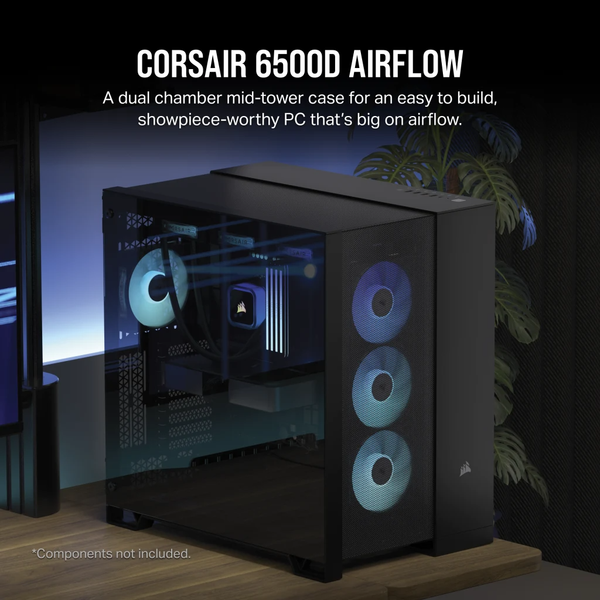 CORSAIR 6500D AIRFLOW
A dual chamber mid-tower case for an easy to build,
showpiece-worthy PC that's big on airflow.
*Components not included.